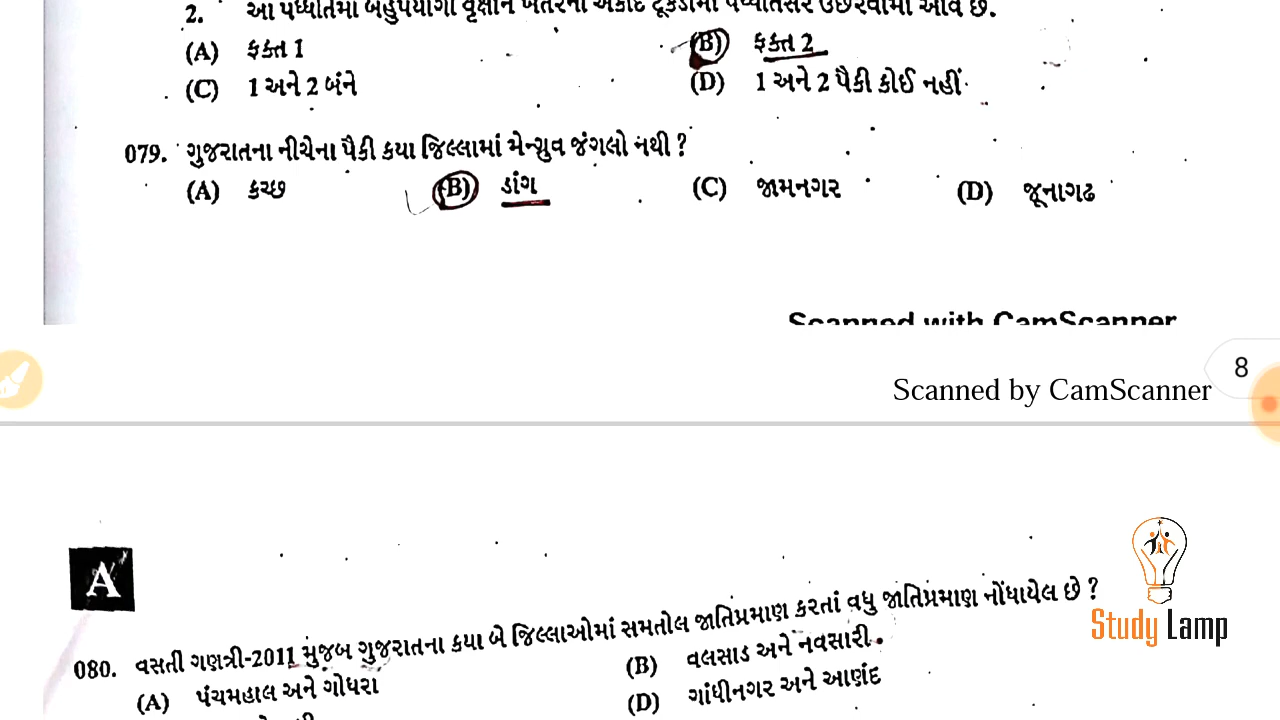 2. આ પધ્ધતિમાં બહુપયોગી વૃક્ષોને ખેતરના એકાદ ટૂકડામાં પધ્ધતિસર ઉછેરવામાં આવે છે.
(A) ફક્ત 1 (B) ફક્ત 2
(C) 1 અને 2 બંને (D) 1 અને 2 પૈકી કોઈ નહીં
079. ગુજરાતના નીચેના પૈકી કયા જિલ્લામાં મેન્ગ્રુવ જંગલો નથી ?
(A) કચ્છ (B) ડાંગ (C) જામનગર (D) જૂનાગઢ
Scanned with CamScanner
8
Scanned by CamScanner
A
080. વસતી ગણત્રી-2011 મુજબ ગુજરાતના કયા બે જિલ્લાઓમાં સમતોલ જાતિપ્રમાણ કરતાં વધુ જાતિપ્રમાણ નોંધાયેલ છે ?
(A) પંચમહાલ અને ગોધરા (B) વલસાડ અને નવસારી
(D) ગાંધીનગર અને આણંદ
Study Lamp